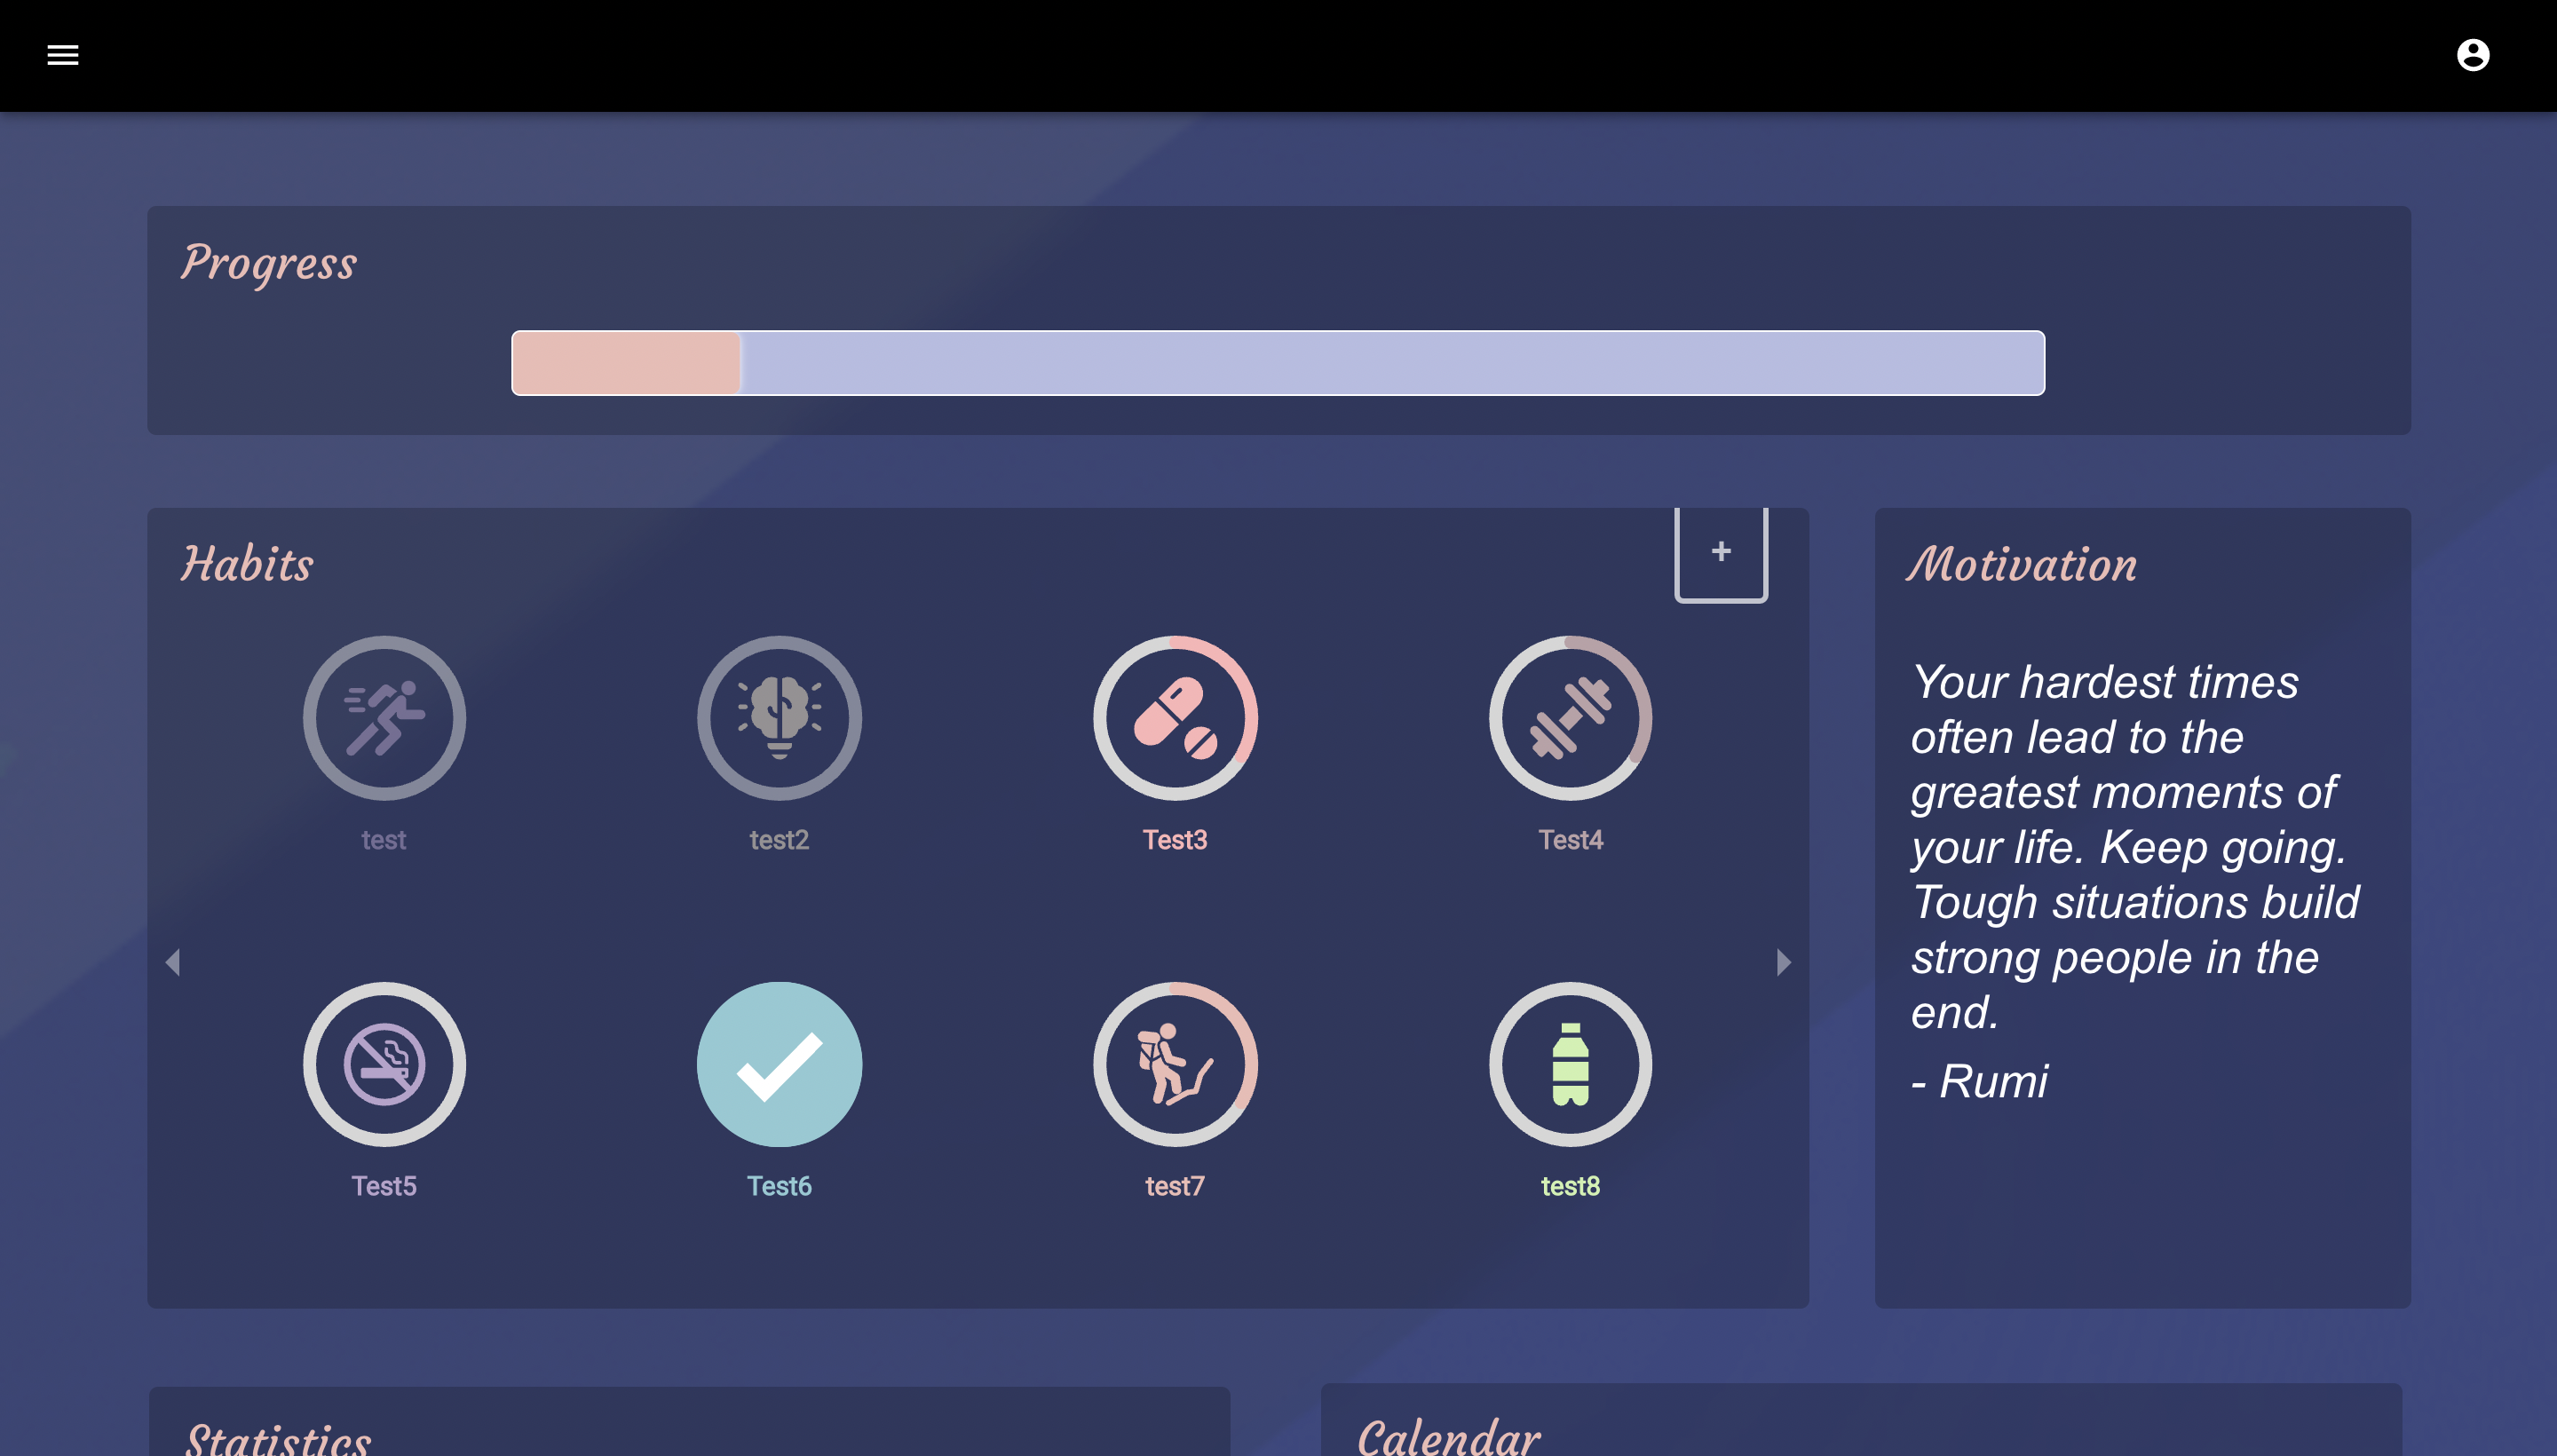 Progress
Habits
+
Motivation
test
test2
Test3
Test4
Test5
Test6
test7
test8
Your hardest times
often lead to the
greatest moments of
your life. Keep going.
Tough situations build
strong people in the
end.
- Rumi
Statistics
Calendar